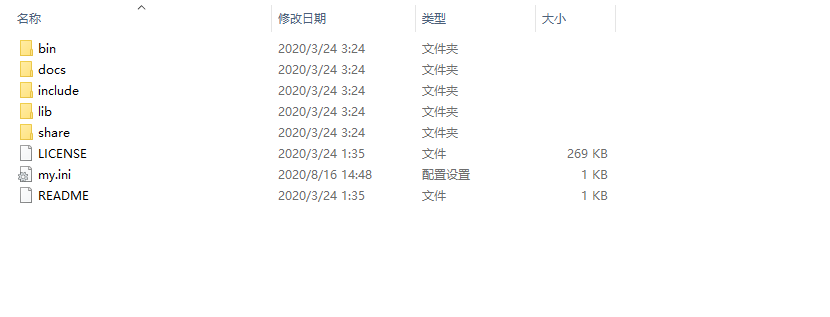 名称 修改日期 类型 大小
bin 2020/3/24 3:24 文件夹
docs 2020/3/24 3:24 文件夹
include 2020/3/24 3:24 文件夹
lib 2020/3/24 3:24 文件夹
share 2020/3/24 3:24 文件夹
LICENSE 2020/3/24 1:35 文件 269 KB
my.ini 2020/8/16 14:48 配置设置 1 KB
README 2020/3/24 1:35 文件 1 KB